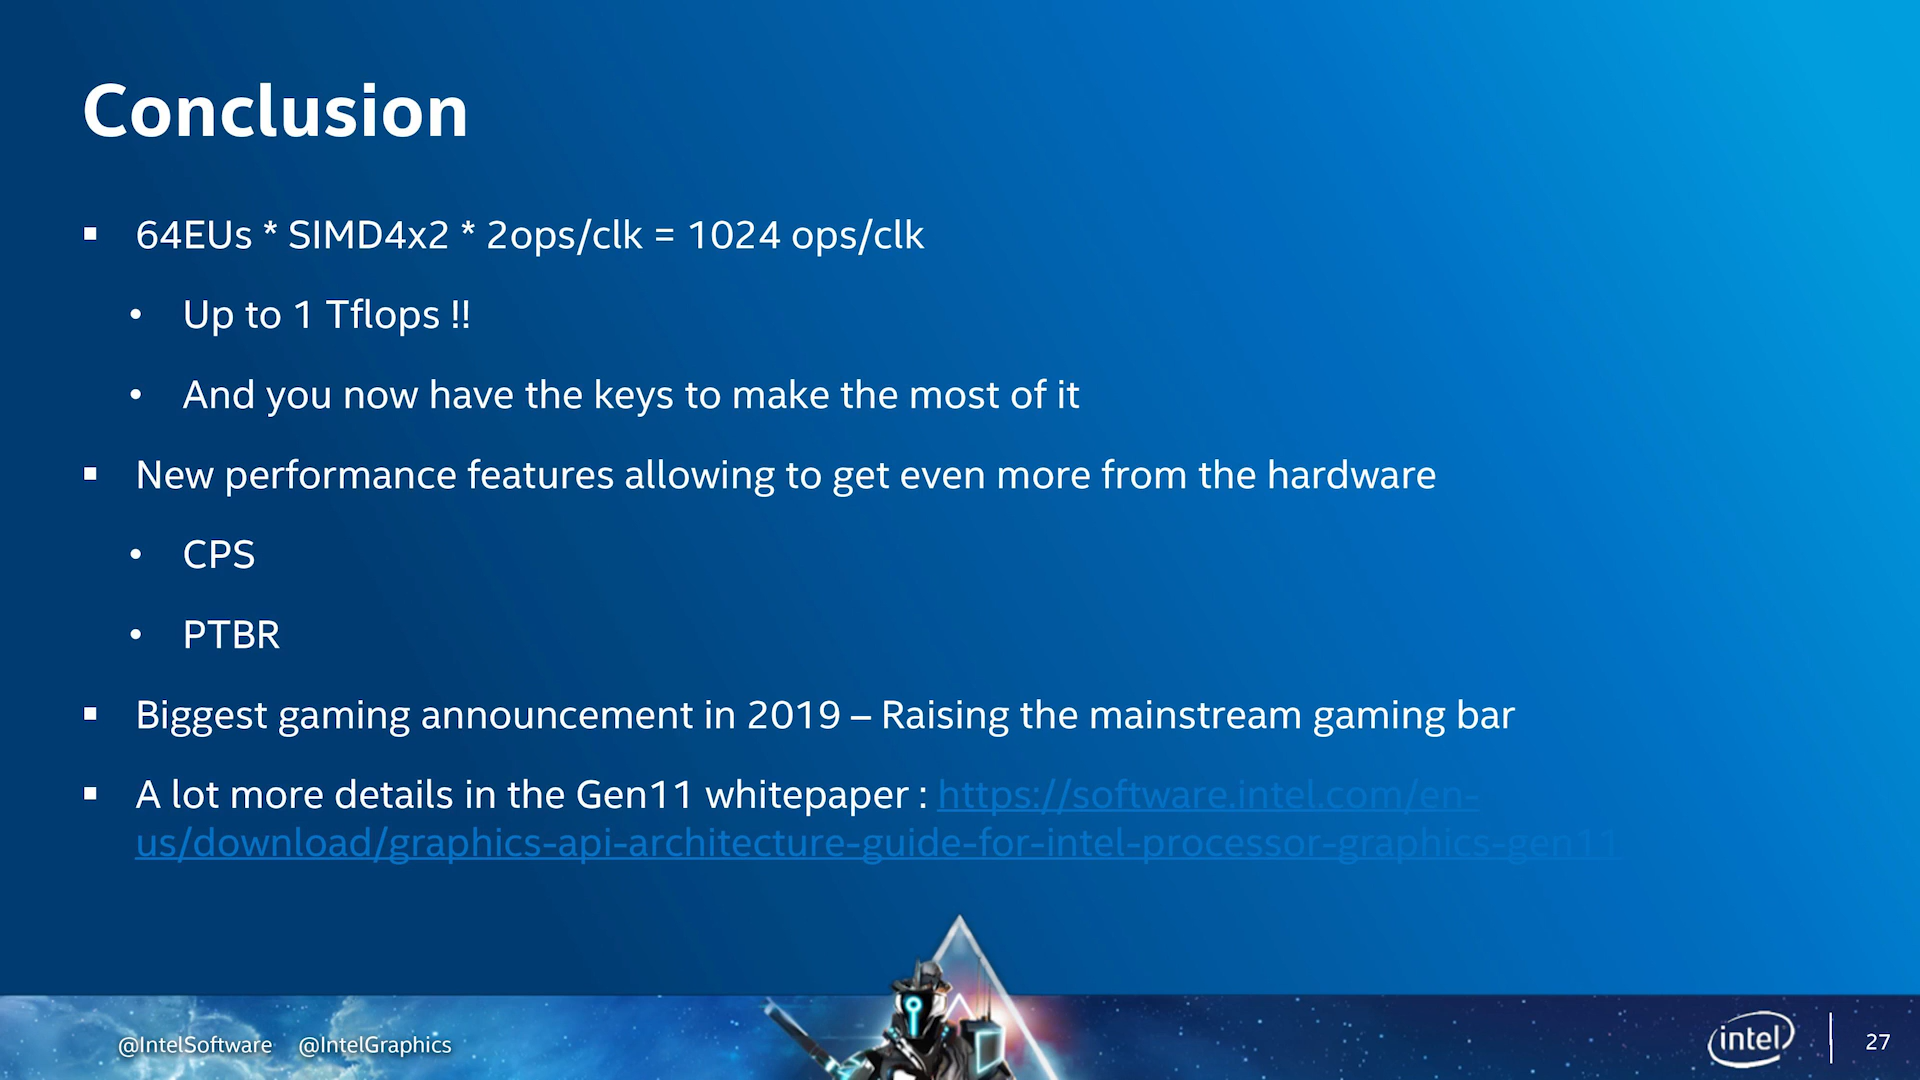 Conclusion
▪ 64EUs * SIMD4x2 * 2ops/clk = 1024 ops/clk
• Up to 1 Tflops !!
• And you now have the keys to make the most of it
▪ New performance features allowing to get even more from the hardware
• CPS
• PTBR
▪ Biggest gaming announcement in 2019 – Raising the mainstream gaming bar
▪ A lot more details in the Gen11 whitepaper : https://software.intel.com/en-
us/download/graphics-api-architecture-guide-for-intel-processor-graphics-gen11
@IntelSoftware @IntelGraphics
intel 27